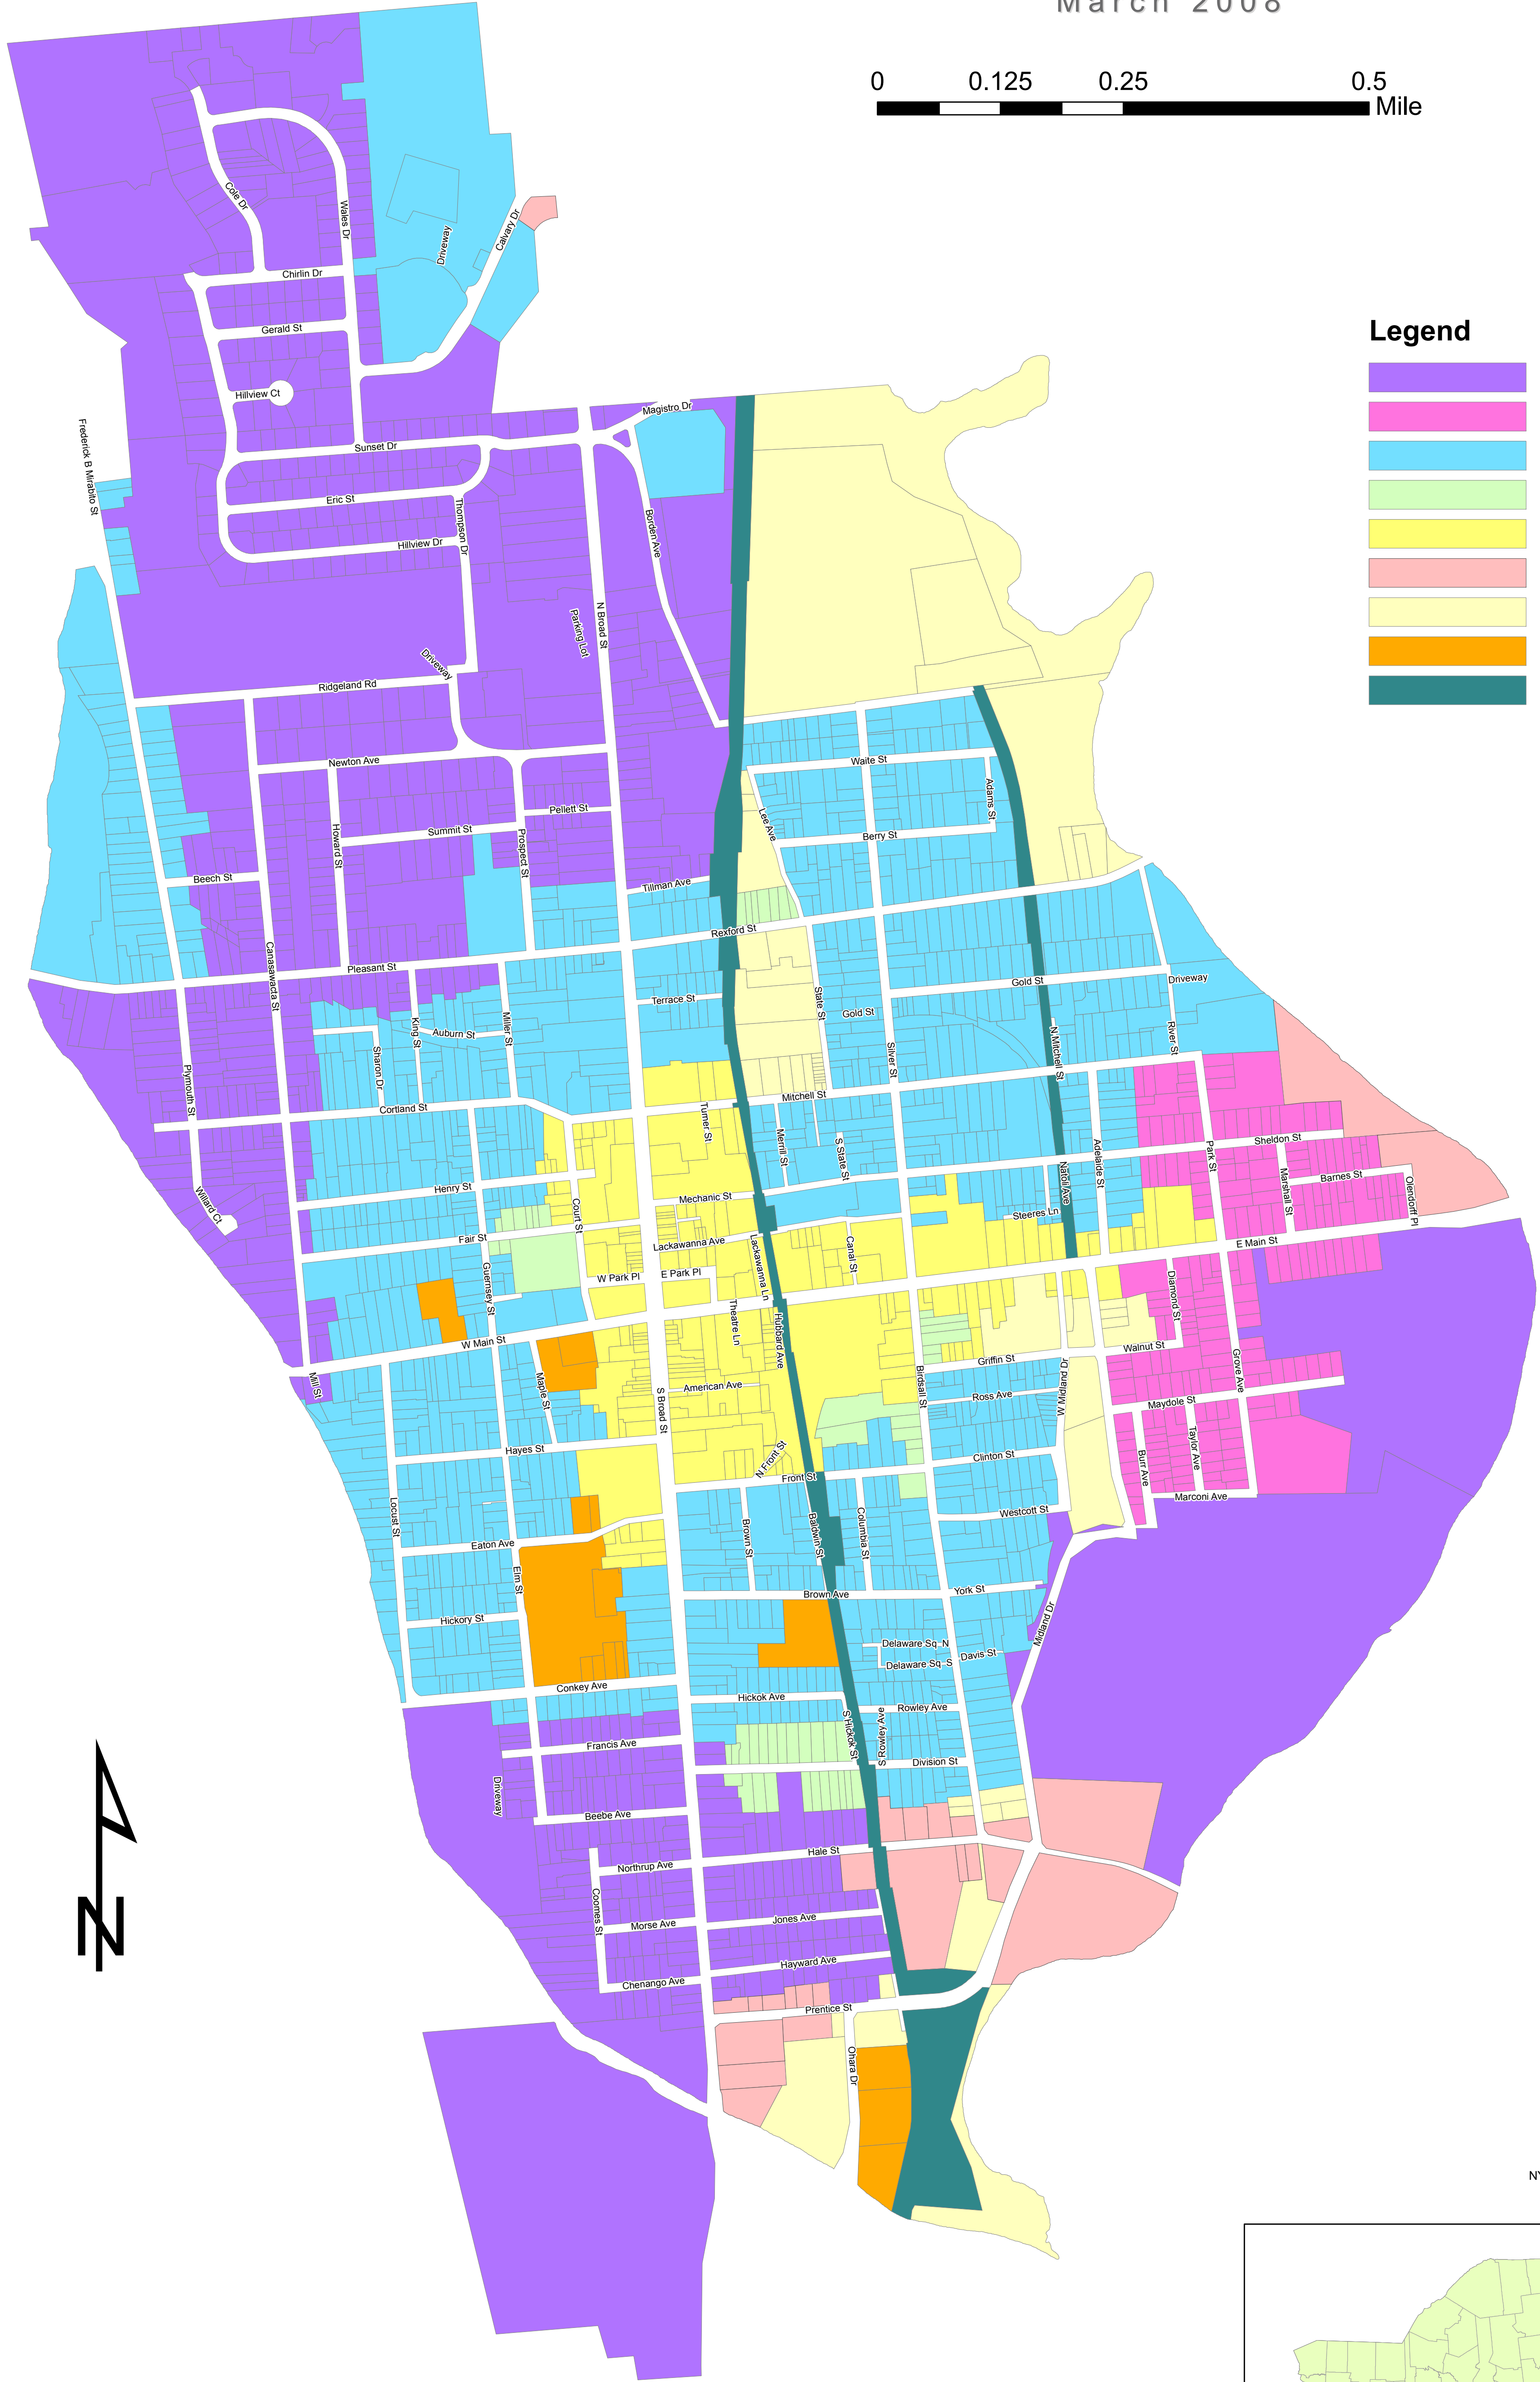 March 2008
0 0.125 0.25 0.5
Mile
Legend
Cole Dr
Wales Dr
Driveway
Calvary Dr
Chirlin Dr
Gerald St
Hillview Ct
Magistro Dr
Sunset Dr
Frederick B Mirabito St
Eric St
Thompson Dr
Borden Ave
Hillview Dr
N Broad St
Parking Lot
Driveway
Ridgeland Rd
Newton Ave
Waite St
Adams St
Pellett St
Lee Ave
Summit St
Howard St
Prospect St
Berry St
Beech St
Tillman Ave
Rexford St
Canasawacta St
Pleasant St
Gold St
Driveway
Terrace St
State St
Gold St
King St
Auburn St
Miller St
N Mitchell St
River St
Sharon Dr
Silver St
Plymouth St
Mitchell St
Cortland St
Turner St
Merrill St
S State St
Adelaide St
Park St
Sheldon St
Marshall St
Barnes St
Olendorff Pl
Natoli Ave
Henry St
Willard Ct
Court St
Mechanic St
Steeres Ln
Fair St
Lackawanna Ave
Lackawanna Ln
Canal St
E Main St
Guernsey St
W Park Pl
E Park Pl
Diamond St
Theatre Ln
Hubbard Ave
W Main St
Walnut St
Griffin St
Mill St
Maple St
American Ave
S Broad St
Birdsall St
Ross Ave
W Midland Dr
Grove Ave
Maydole St
Taylor Ave
Burr Ave
Hayes St
N Front St
Clinton St
Front St
Marconi Ave
Locust St
Westcott St
Columbia St
Baldwin St
Brown St
Eaton Ave
Elm St
Brown Ave
York St
Hickory St
Midland Dr
Delaware Sq N
Delaware Sq S
Davis St
Conkey Ave
Hickok Ave
Rowley Ave
S Hickok St
S Rowley Ave
Francis Ave
Division St
Driveway
Beebe Ave
Hale St
Northrup Ave
Coomes St
Morse Ave
Jones Ave
Hayward Ave
Chenango Ave
Prentice St
Ohara Dr
N
NY